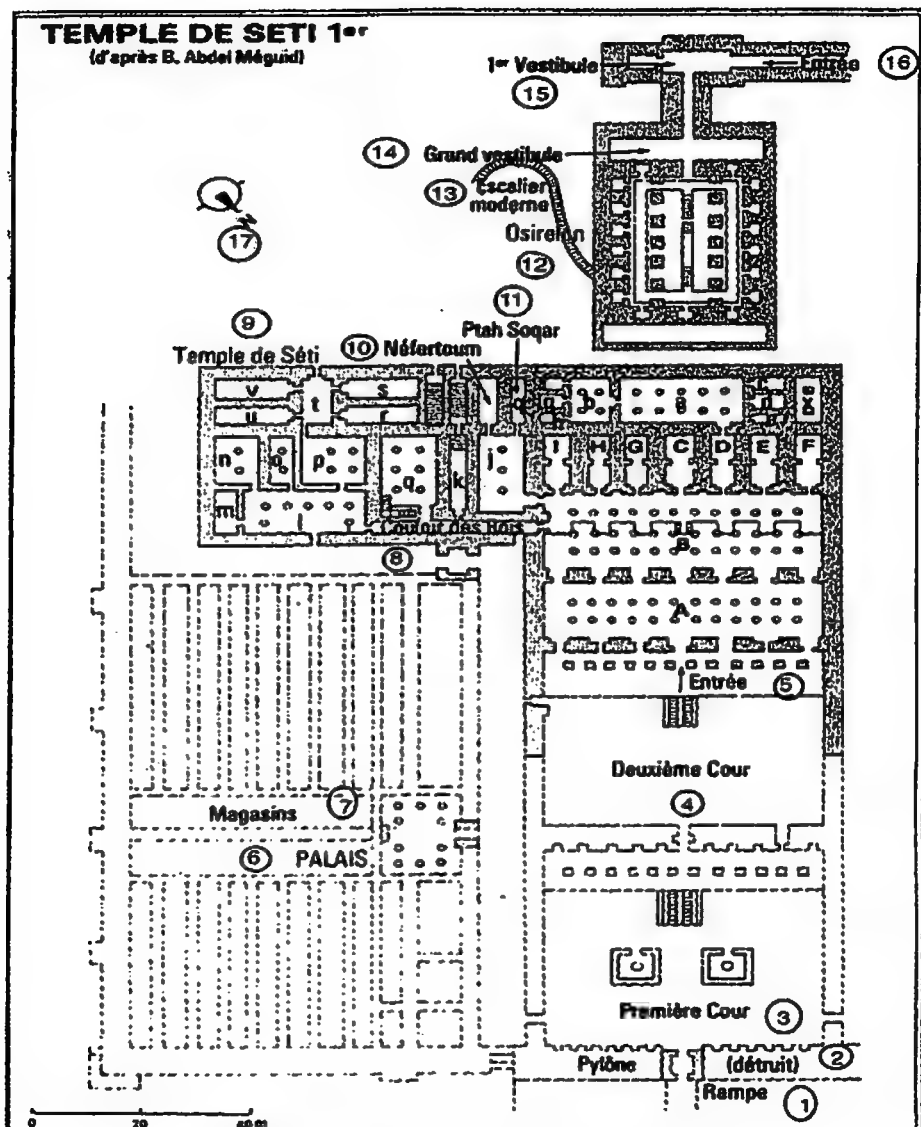 TEMPLE DE SETI 1er
(d'après B. Abdel Méguid)
1er Vestibule Entrée 16
15
14 Grand vestibule
13 Escalier
moderne
Osireion
12
N
17
11
Ptah Soqar
9
10 Néfertoum
Temple de Séti
v s
t
u r
I H G C D E F
n o p q j
k
m l
Couloir des Rois
8
B
A
Entrée 5
Deuxième Cour
4
Magasins 7
6 PALAIS
Première Cour 3
Pylône (détruit) 2
Rampe 1
0 20 40 m